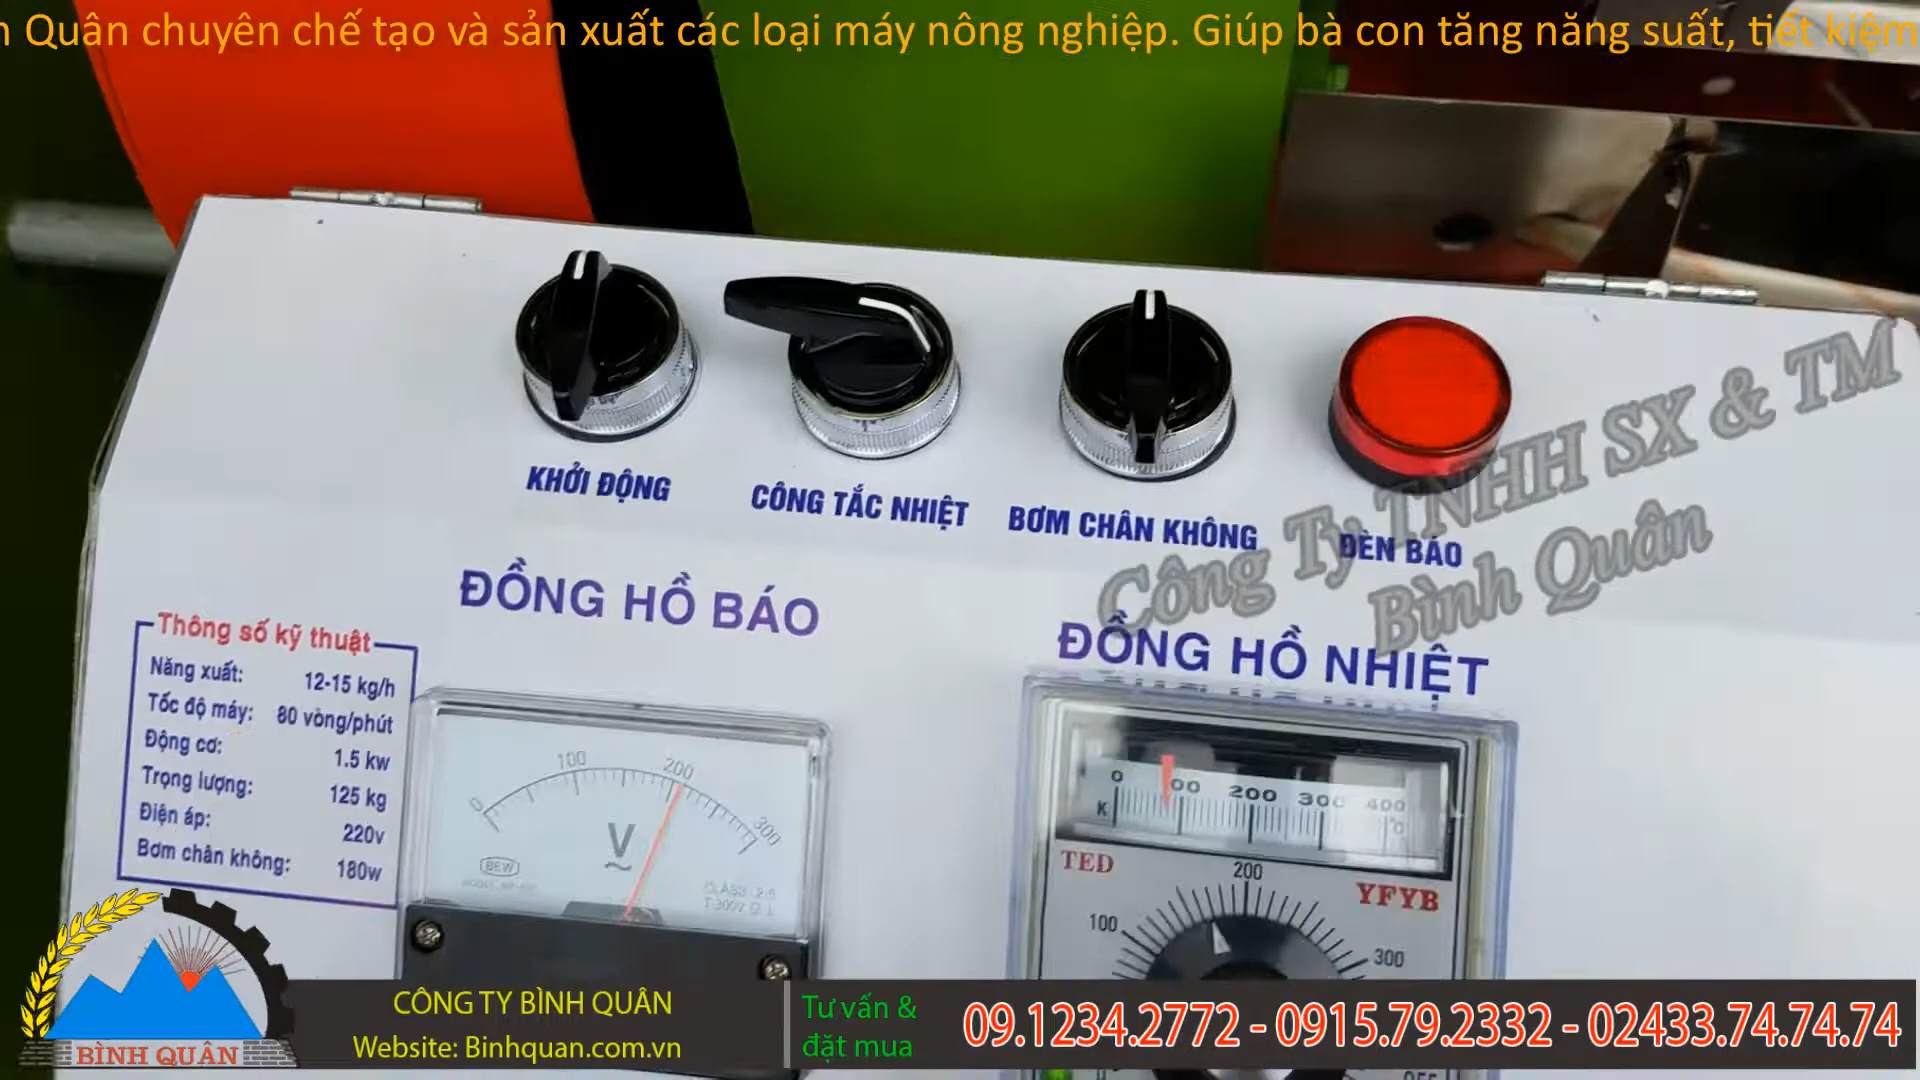 n Quân chuyên chế tạo và sản xuất các loại máy nông nghiệp. Giúp bà con tăng năng suất, tiết kiệm
KHỞI ĐỘNG
CÔNG TẮC NHIỆT
BƠM CHÂN KHÔNG
ĐÈN BÁO
Công Ty TNHH SX & TM
Bình Quân
ĐỒNG HỒ BÁO
ĐỒNG HỒ NHIỆT
Thông số kỹ thuật
Năng xuất: 12-15 kg/h
Tốc độ máy: 80 vòng/phút
Động cơ: 1.5 kw
Trọng lượng: 125 kg
Điện áp: 220v
Bơm chân không: 180w
0 100 200 300
V
BEW
0 100 200 300 400
K °C
TED
YFYB
100 200 300
BÌNH QUÂN
CÔNG TY BÌNH QUÂN
Website: Binhquan.com.vn
Tư vấn &
đặt mua
09.1234.2772 - 0915.79.2332 - 02433.74.74.74